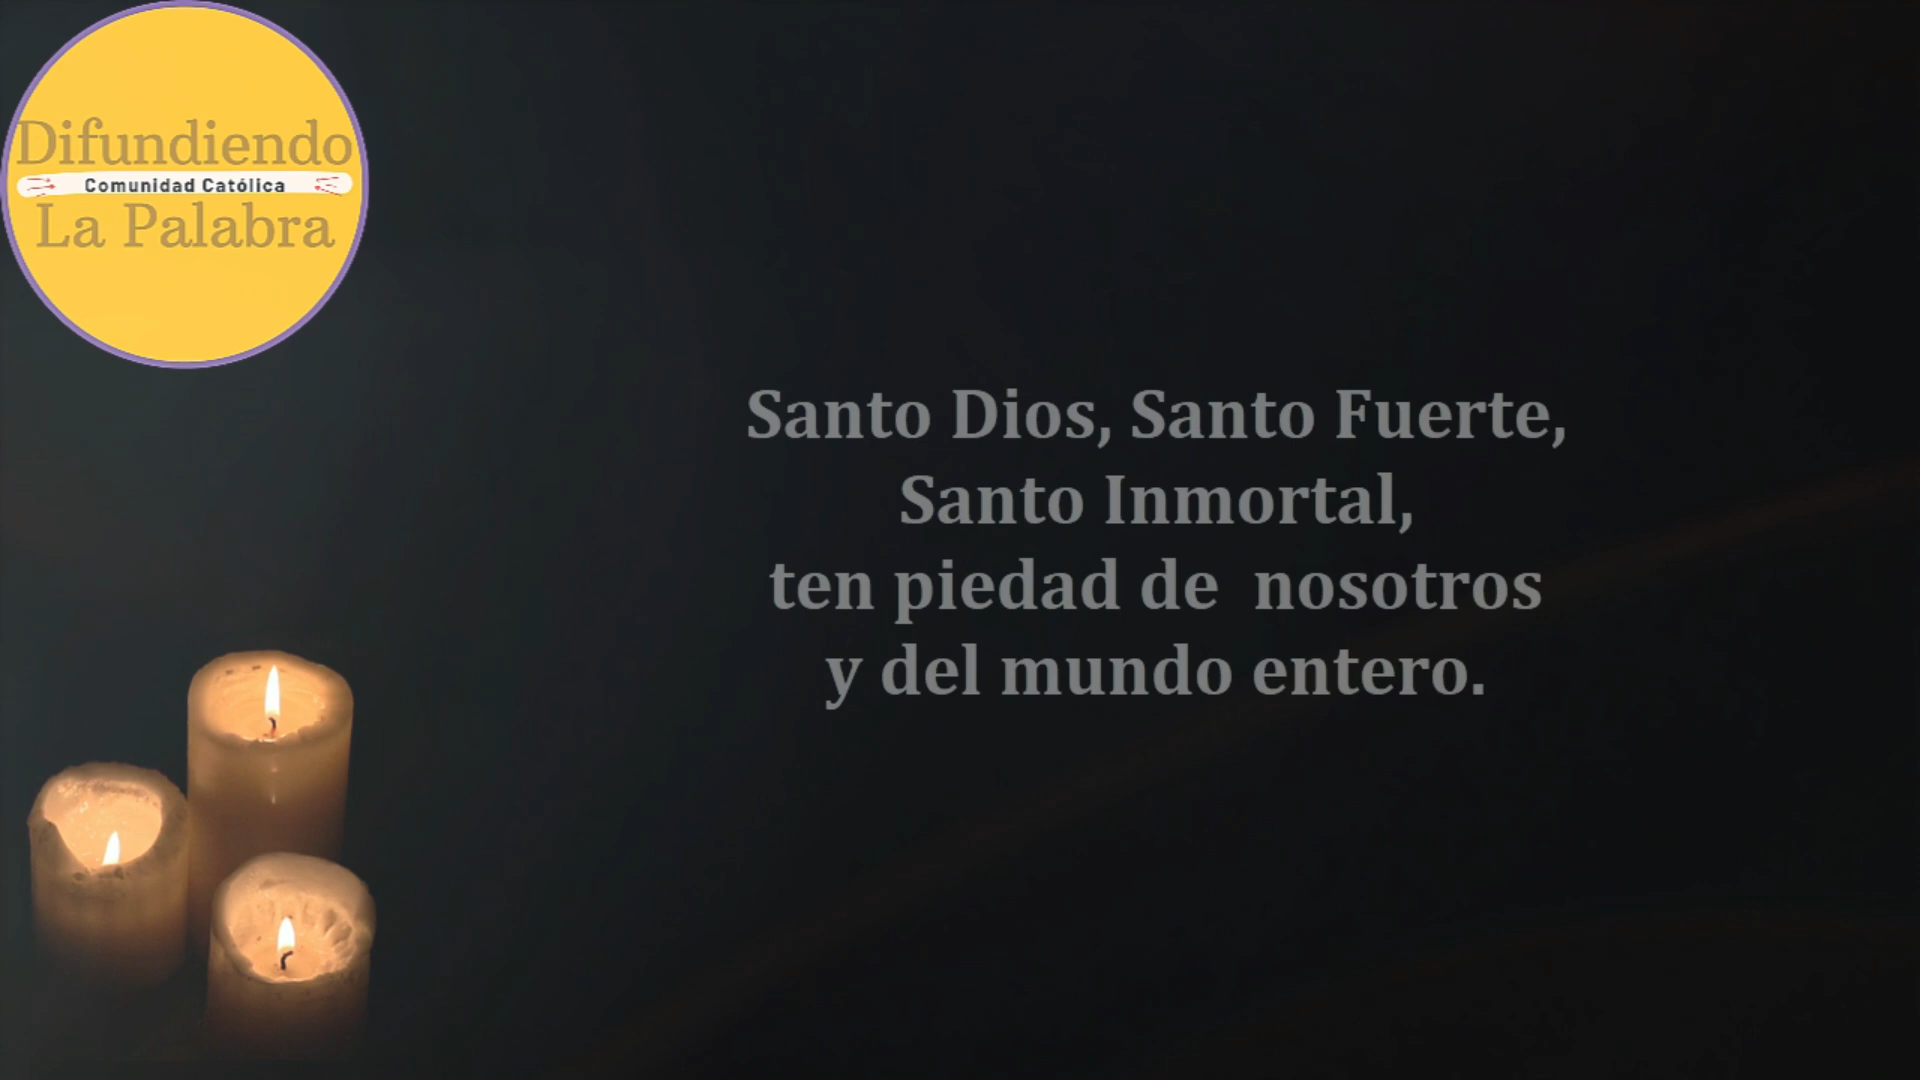 Difundiendo
Comunidad Católica
La Palabra
Santo Dios, Santo Fuerte,
Santo Inmortal,
ten piedad de  nosotros
y del mundo entero.